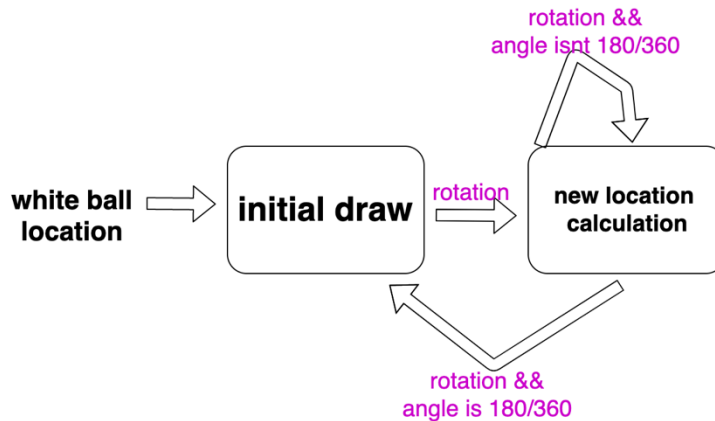 rotation &&
angle isnt 180/360
white ball
location
initial draw
rotation
new location
calculation
rotation &&
angle is 180/360